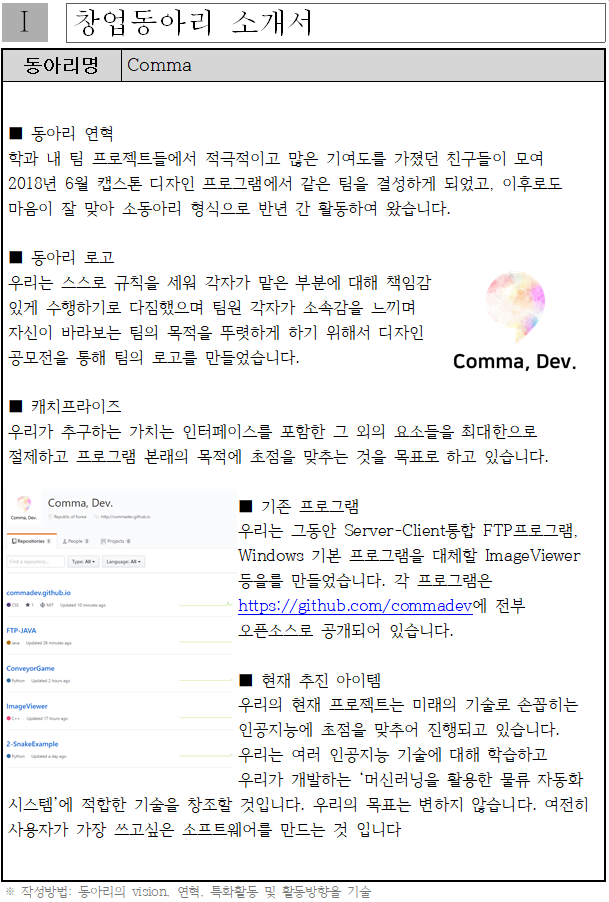 I 창업동아리 소개서
동아리명 Comma
■ 동아리 연혁
학과 내 팀 프로젝트들에서 적극적이고 많은 기여도를 가졌던 친구들이 모여
2018년 6월 캡스톤 디자인 프로그램에서 같은 팀을 결성하게 되었고, 이후로도
마음이 잘 맞아 소동아리 형식으로 반년 간 활동하여 왔습니다.
■ 동아리 로고
우리는 스스로 규칙을 세워 각자가 맡은 부분에 대해 책임감
있게 수행하기로 다짐했으며 팀원 각자가 소속감을 느끼며
자신이 바라보는 팀의 목적을 뚜렷하게 하기 위해서 디자인
공모전을 통해 팀의 로고를 만들었습니다.
Comma, Dev.
■ 캐치프라이즈
우리가 추구하는 가치는 인터페이스를 포함한 그 외의 요소들을 최대한으로
절제하고 프로그램 본래의 목적에 초점을 맞추는 것을 목표로 하고 있습니다.
Comma, Dev.
Comma, Dev.
Republic of korea http://commadev.github.io
Repositories 5 People 3 Projects 0
Find a repository... Type: All Language: All
commadev.github.io
CSS 1 MIT Updated 10 minutes ago
FTP-JAVA
Java Updated 28 minutes ago
ConveyorGame
Python Updated 2 hours ago
ImageViewer
C++ Updated 17 hours ago
2-SnakeExample
Python Updated a day ago
■ 기존 프로그램
우리는 그동안 Server-Client통합 FTP프로그램,
Windows 기본 프로그램을 대체할 ImageViewer
등을를 만들었습니다. 각 프로그램은
https://github.com/commadev에 전부
오픈소스로 공개되어 있습니다.
■ 현재 추진 아이템
우리의 현재 프로젝트는 미래의 기술로 손꼽히는
인공지능에 초점을 맞추어 진행되고 있습니다.
우리는 여러 인공지능 기술에 대해 학습하고
우리가 개발하는 ‘머신러닝을 활용한 물류 자동화
시스템’에 적합한 기술을 창조할 것입니다. 우리의 목표는 변하지 않습니다. 여전히
사용자가 가장 쓰고싶은 소프트웨어를 만드는 것 입니다
※ 작성방법: 동아리의 vision, 연혁, 특화활동 및 활동방향을 기술